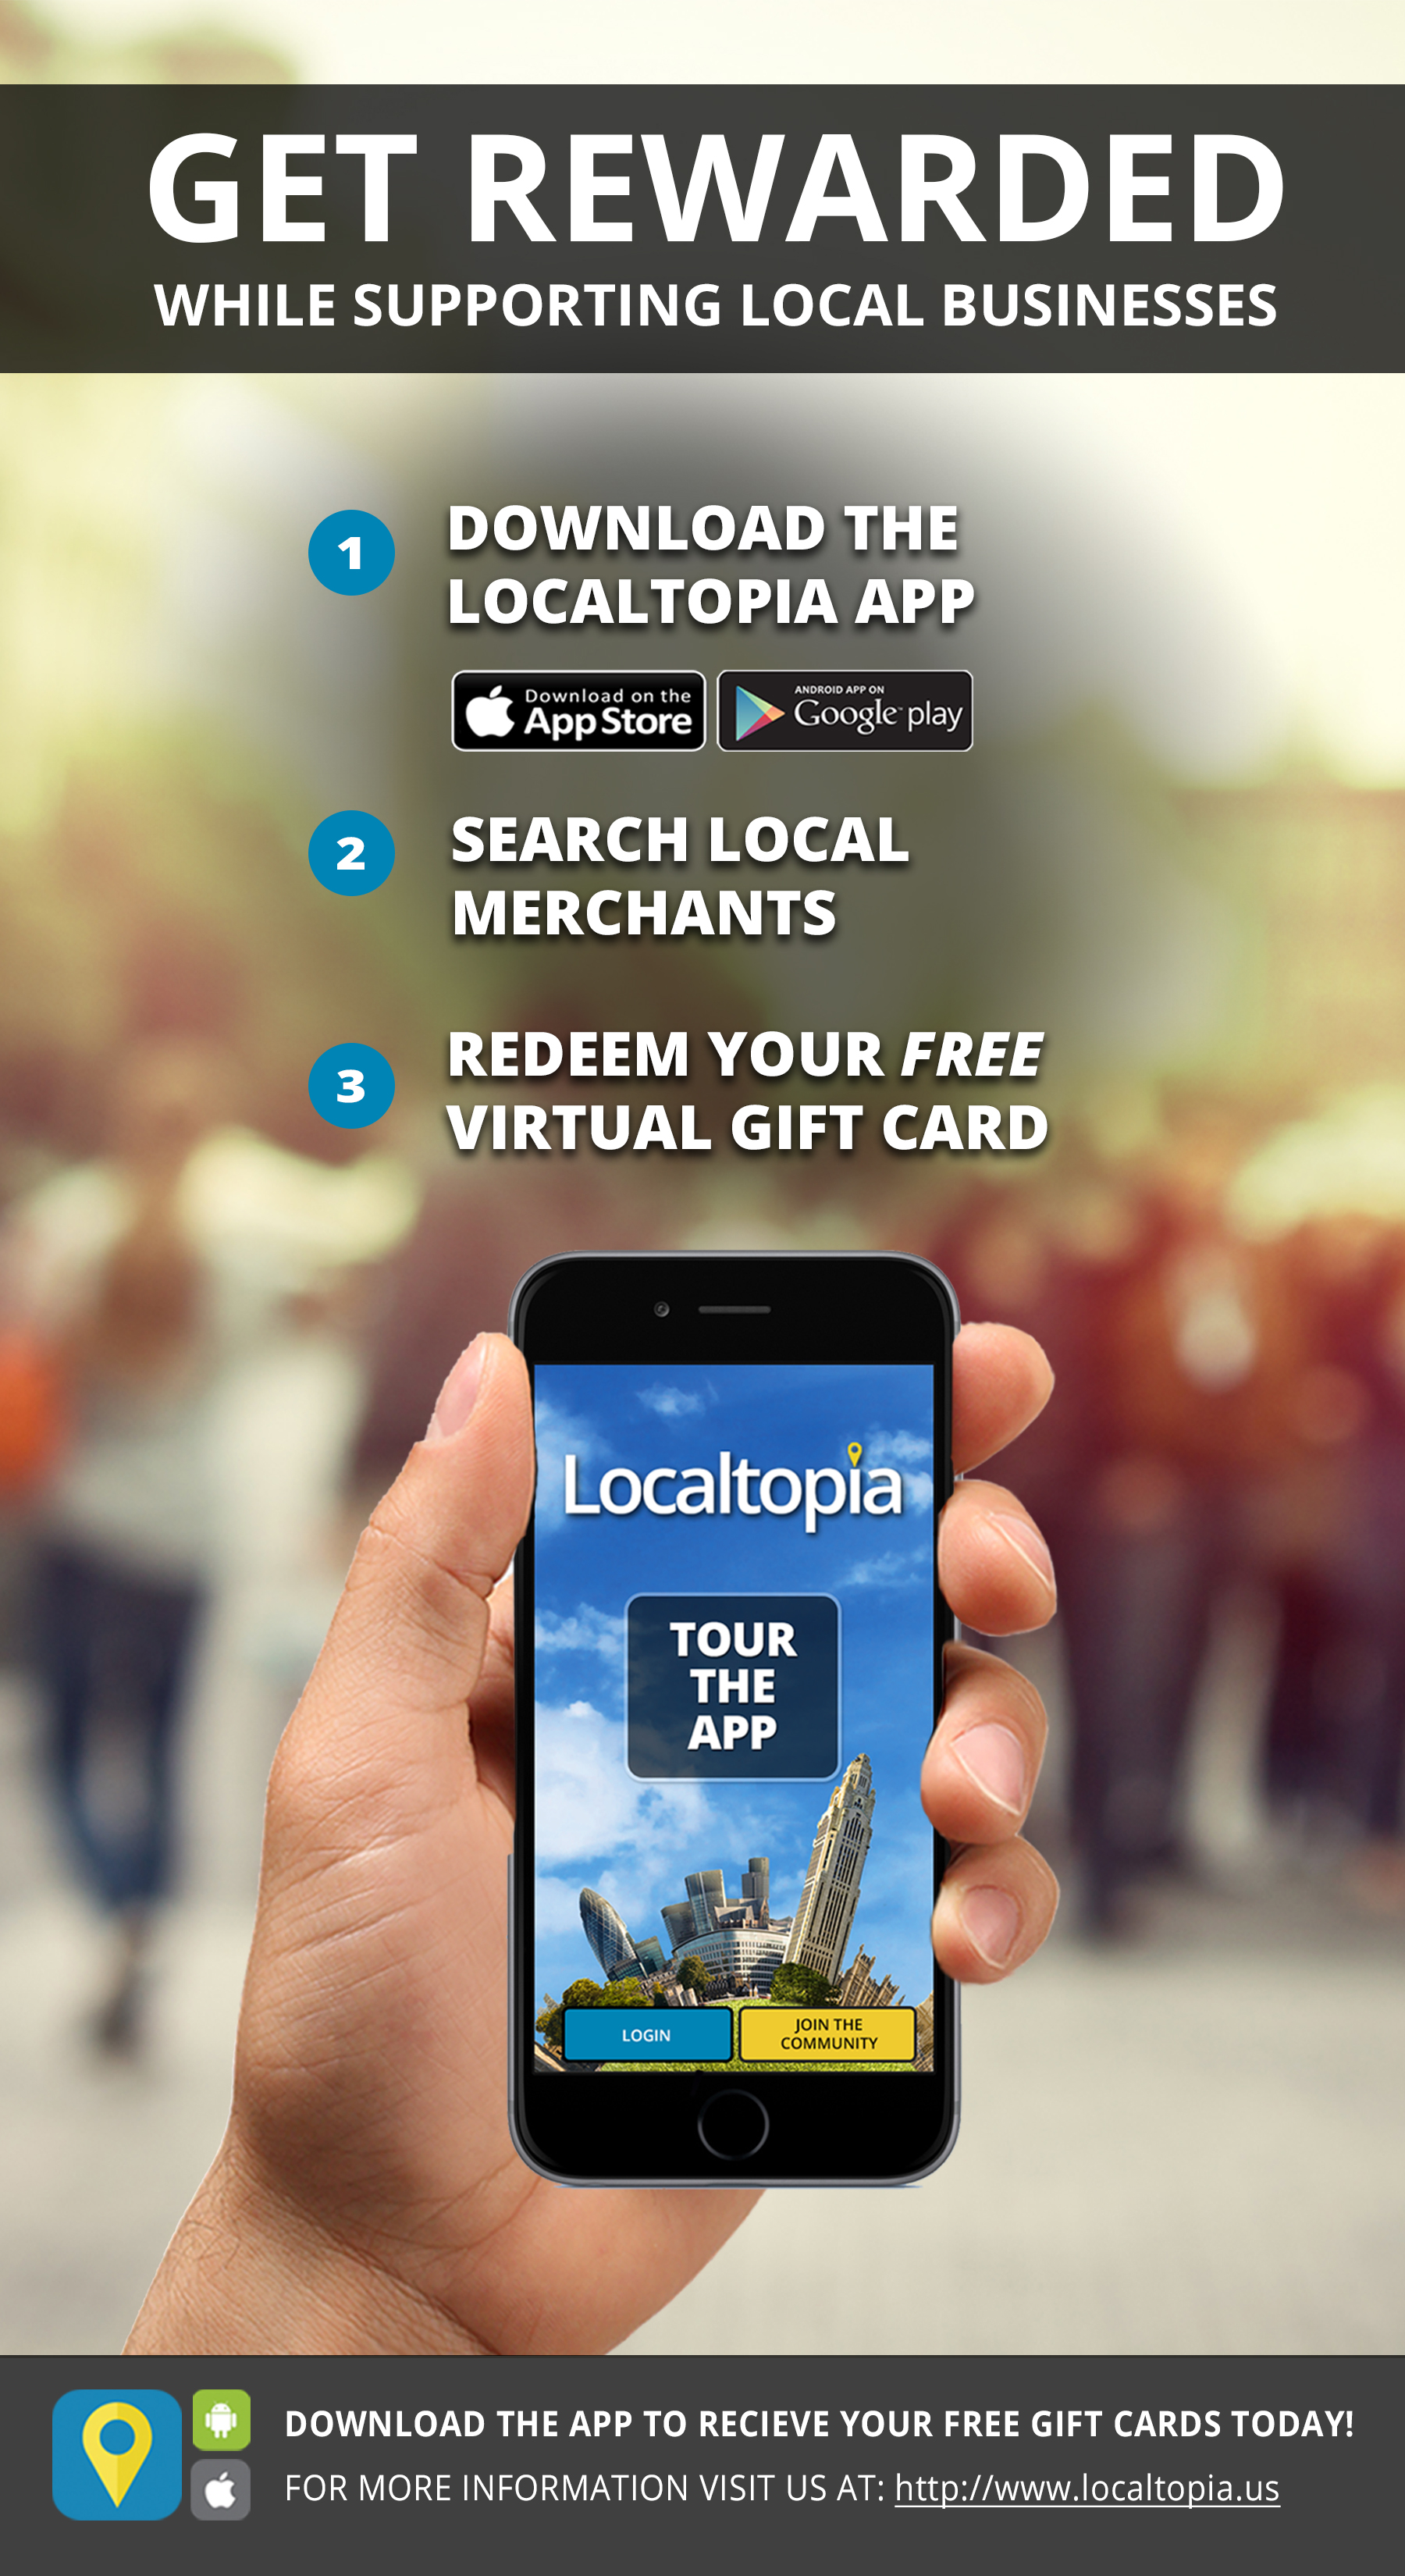 GET REWARDED
WHILE SUPPORTING LOCAL BUSINESSES
1
DOWNLOAD THE
LOCALTOPIA APP
Download on the
App Store
ANDROID APP ON
Google play
2
SEARCH LOCAL
MERCHANTS
3
REDEEM YOUR FREE
VIRTUAL GIFT CARD
Localtopia
TOUR
THE
APP
LOGIN
JOIN THE
COMMUNITY
DOWNLOAD THE APP TO RECIEVE YOUR FREE GIFT CARDS TODAY!
FOR MORE INFORMATION VISIT US AT: http://www.localtopia.us